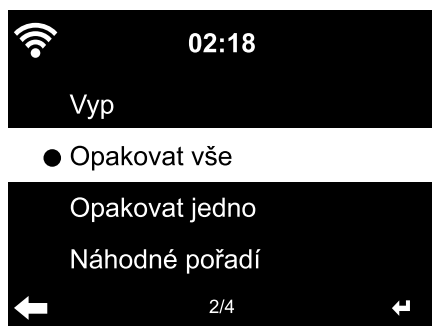 02:18
Vyp
Opakovat vše
Opakovat jedno
Náhodné pořadí
2/4